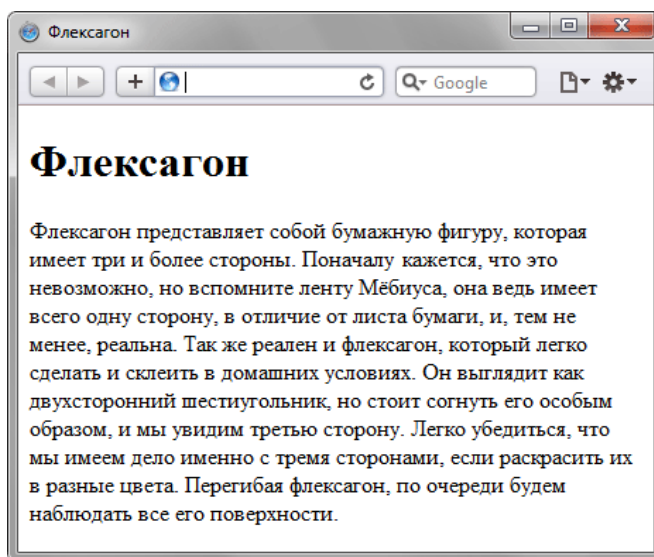 Флексагон
Google
Флексагон
Флексагон представляет собой бумажную фигуру, которая
имеет три и более стороны. Поначалу кажется, что это
невозможно, но вспомните ленту Мёбиуса, она ведь имеет
всего одну сторону, в отличие от листа бумаги, и, тем не
менее, реальна. Так же реален и флексагон, который легко
сделать и склеить в домашних условиях. Он выглядит как
двухсторонний шестиугольник, но стоит согнуть его особым
образом, и мы увидим третью сторону. Легко убедиться, что
мы имеем дело именно с тремя сторонами, если раскрасить их
в разные цвета. Перегибая флексагон, по очереди будем
наблюдать все его поверхности.